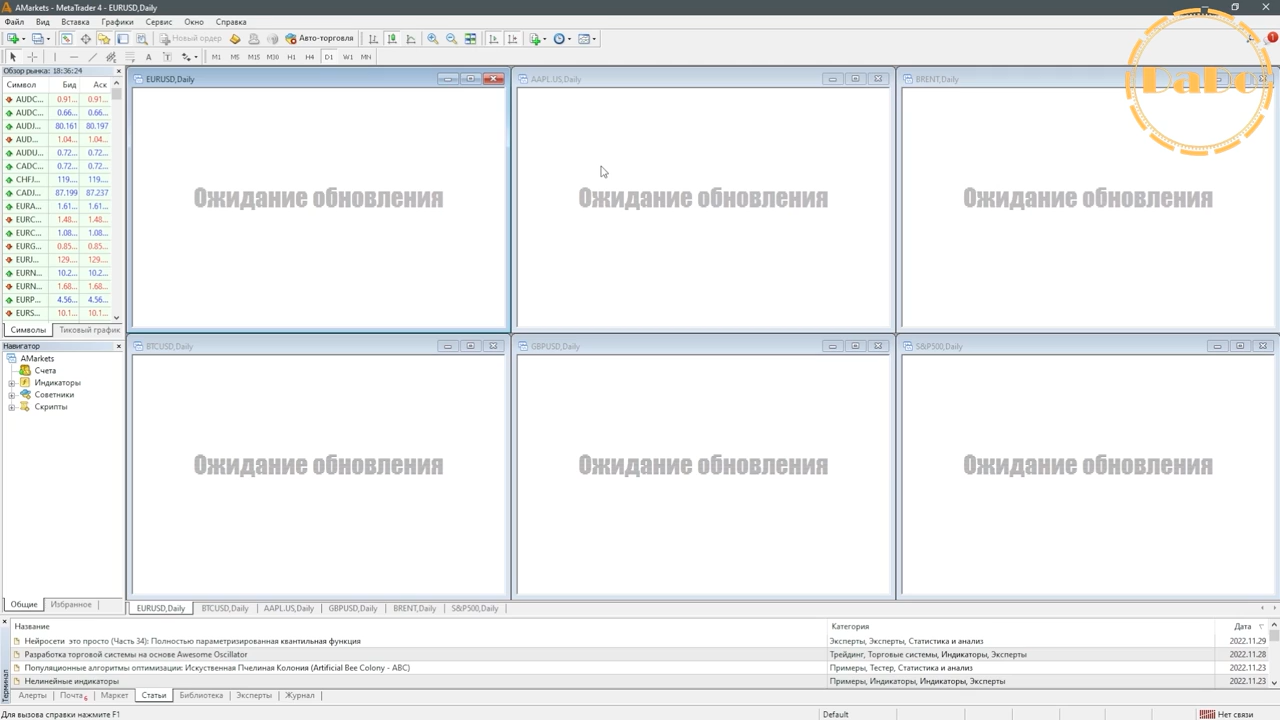 AMarkets - MetaTrader 4 - EURUSD,Daily
Файл Вид Вставка Графики Сервис Окно Справка
Новый ордер Авто-торговля
M1 M5 M15 M30 H1 H4 D1 W1 MN
Обзор рынка: 18:36:24
Символ Бид Аск
AUDC... 0.91... 0.91...
AUDC... 0.66... 0.66...
AUDJ... 80.161 80.197
AUD... 1.04... 1.04...
AUDU... 0.72... 0.72...
CADC... 0.72... 0.72...
CHFJ... 119.... 119....
CADJ... 87.199 87.237
EURA... 1.61... 1.61...
EURC... 1.48... 1.48...
EURC... 1.08... 1.08...
EURG... 0.85... 0.85...
EURJ... 129.... 129....
EURN... 10.2... 10.2...
EURN... 1.68... 1.68...
EURP... 4.56... 4.56...
EURS... 10.1... 10.1...
Символы Тиковый график
Навигатор
AMarkets
Счета
Индикаторы
Советники
Скрипты
Общие Избранное
EURUSD,Daily
Ожидание обновления
AAPL.US,Daily
Ожидание обновления
BRENT,Daily
Ожидание обновления
BTCUSD,Daily
Ожидание обновления
GBPUSD,Daily
Ожидание обновления
S&P500,Daily
Ожидание обновления
EURUSD,Daily BTCUSD,Daily AAPL.US,Daily GBPUSD,Daily BRENT,Daily S&P500,Daily
Название Категория Дата
Нейросети это просто (Часть 34): Полностью параметризированная квантильная функция Эксперты, Эксперты, Статистика и анализ 2022.11.29
Разработка торговой системы на основе Awesome Oscillator Трейдинг, Торговые системы, Индикаторы, Эксперты 2022.11.28
Популяционные алгоритмы оптимизации: Искуственная Пчелиная Колония (Artificial Bee Colony - ABC) Примеры, Тестер, Статистика и анализ 2022.11.23
Нелинейные индикаторы Примеры, Индикаторы, Индикаторы, Эксперты 2022.11.23
Терминал
Алерты Почта 6 Маркет Статьи Библиотека Эксперты Журнал
Для вызова справки нажмите F1 Default Нет связи